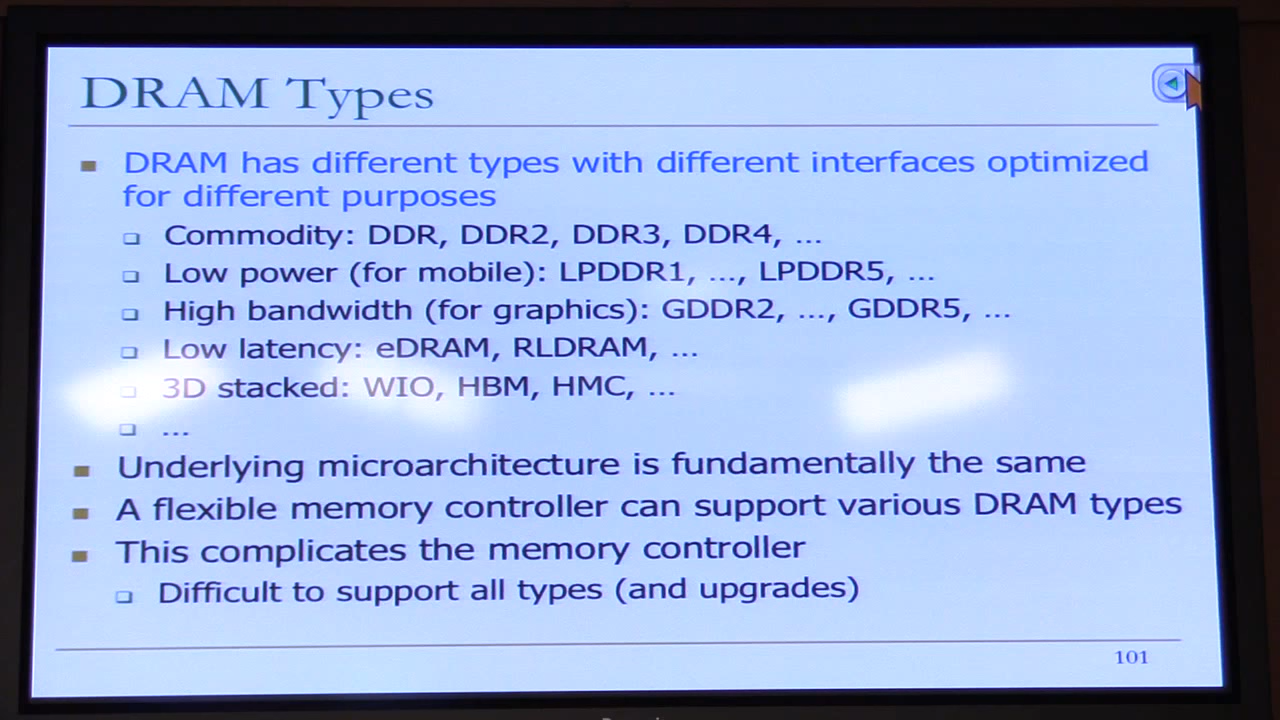 DRAM Types
DRAM has different types with different interfaces optimized
for different purposes
Commodity: DDR, DDR2, DDR3, DDR4, ...
Low power (for mobile): LPDDR1, ..., LPDDR5, ...
High bandwidth (for graphics): GDDR2, ..., GDDR5, ...
Low latency: eDRAM, RLDRAM, ...
3D stacked: WIO, HBM, HMC, ...
...
Underlying microarchitecture is fundamentally the same
A flexible memory controller can support various DRAM types
This complicates the memory controller
Difficult to support all types (and upgrades)
101